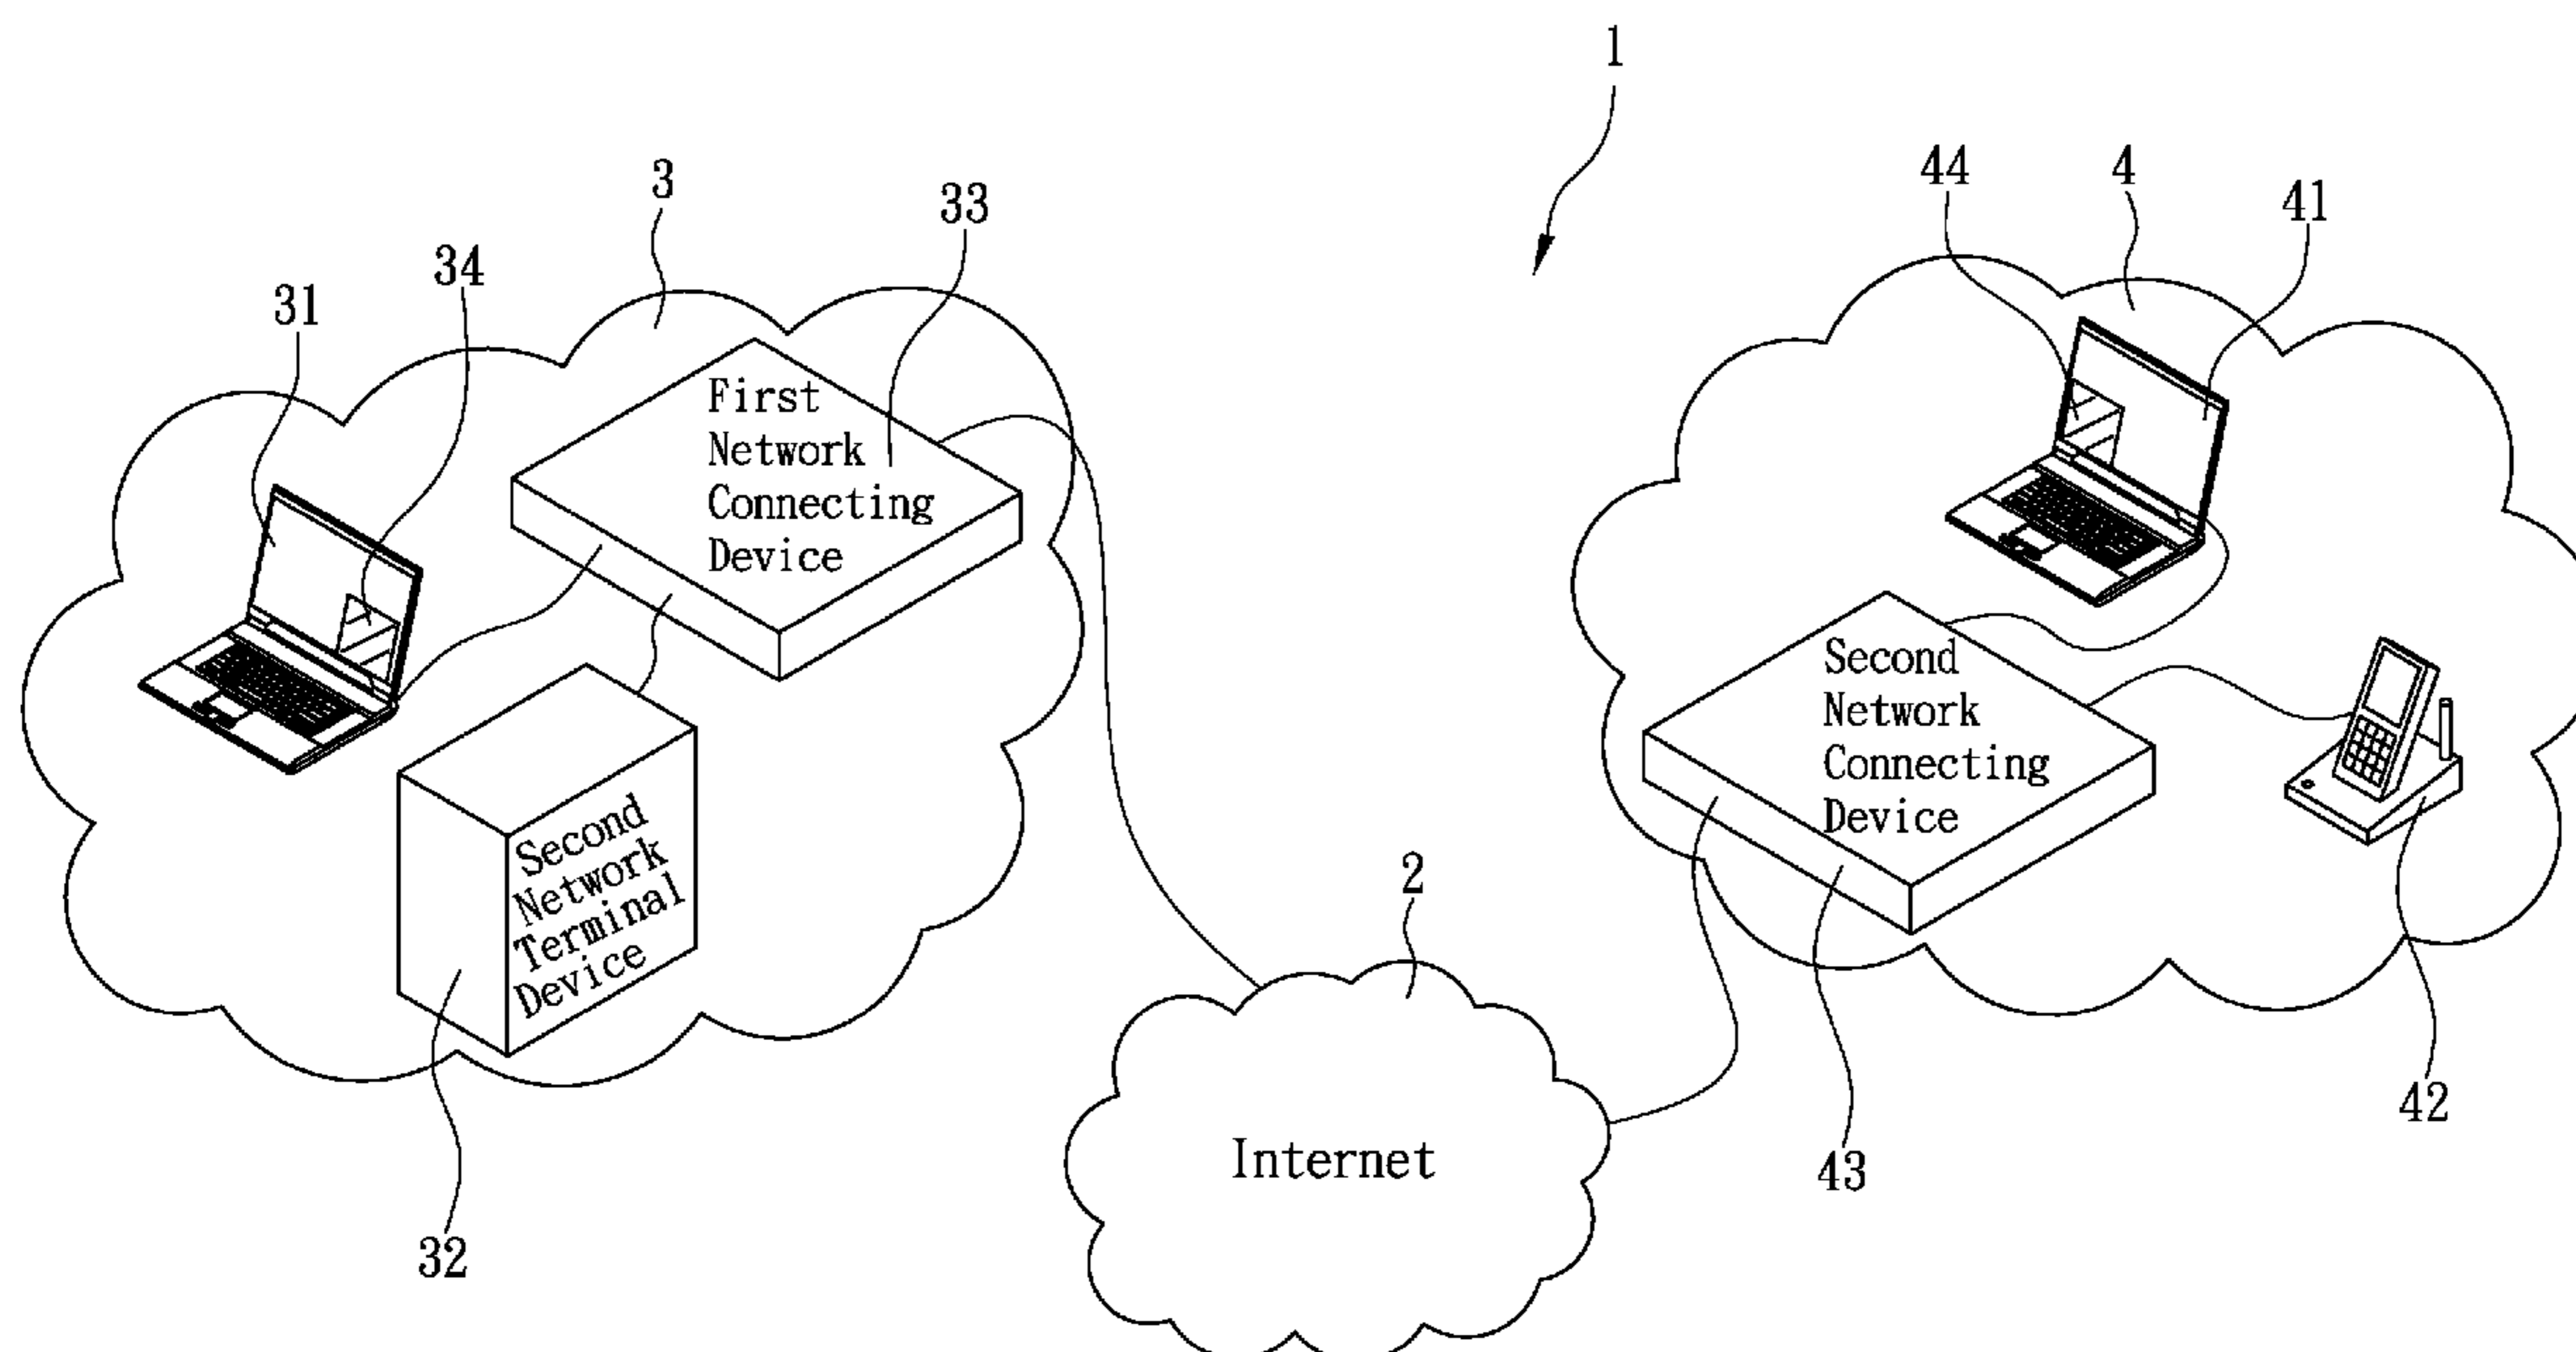 1
3
33
34
31
44
4
41
First
Network
Connecting
Device
Second
Network
Connecting
Device
Second
Network
Terminal
Device
2
Internet
42
43
32